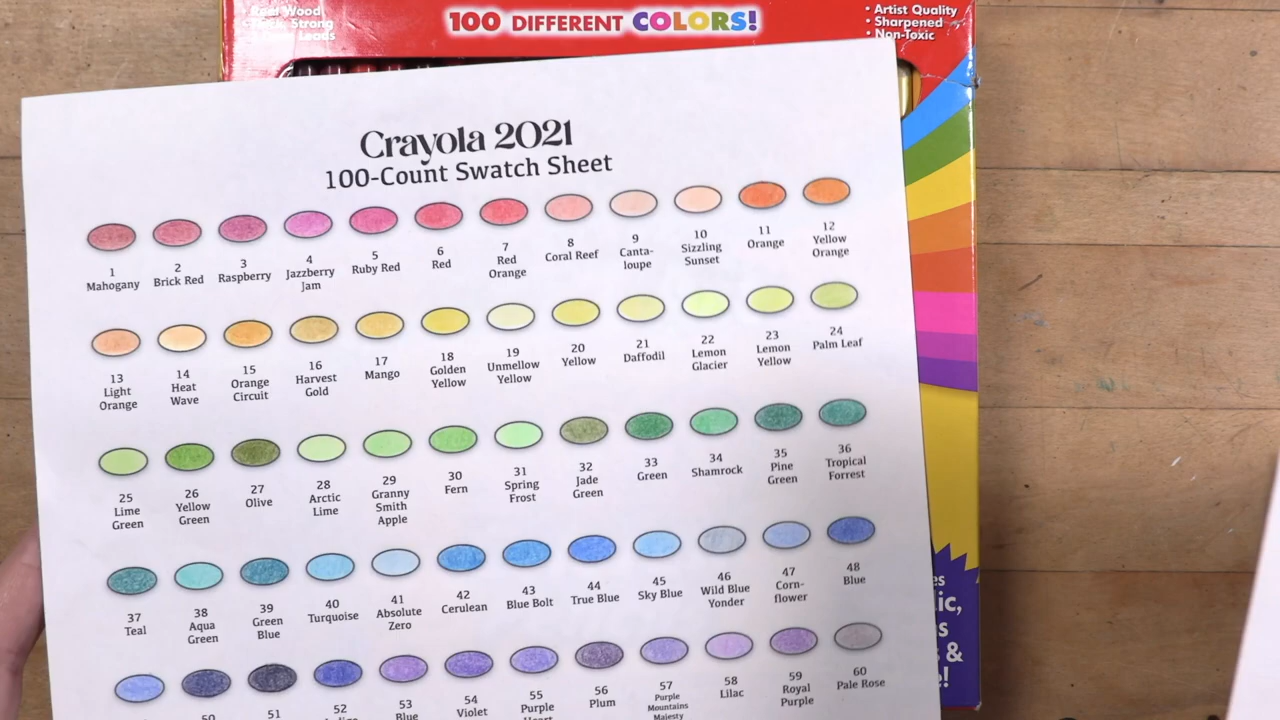 Real Wood
Thick, Strong
Leads
100 DIFFERENT COLORS!
• Artist Quality
• Sharpened
• Non-Toxic
Crayola 2021
100-Count Swatch Sheet
1 2 3 4 5 6 7 8 9 10 11 12
Mahogany Brick Red Raspberry Jazzberry Ruby Red Red Red Coral Reef Canta- Sizzling Orange Yellow
Jam Orange loupe Sunset Orange
13 14 15 16 17 18 19 20 21 22 23 24
Light Heat Orange Harvest Mango Golden Unmellow Yellow Daffodil Lemon Lemon Palm Leaf
Orange Wave Circuit Gold Yellow Yellow Glacier Yellow
25 26 27 28 29 30 31 32 33 34 35 36
Lime Yellow Olive Arctic Granny Fern Spring Jade Green Shamrock Pine Tropical
Green Green Lime Smith Frost Green Green Forrest
Apple
37 38 39 40 41 42 43 44 45 46 47 48
Teal Aqua Green Turquoise Absolute Cerulean Blue Bolt True Blue Sky Blue Wild Blue Corn- Blue
Green Blue Zero Yonder flower
50 51 52 53 54 55 56 57 58 59 60
Blue Violet Purple Plum Purple Lilac Royal Pale Rose
Heart Mountains Purple
Majesty
es
ic,
s
&
e!